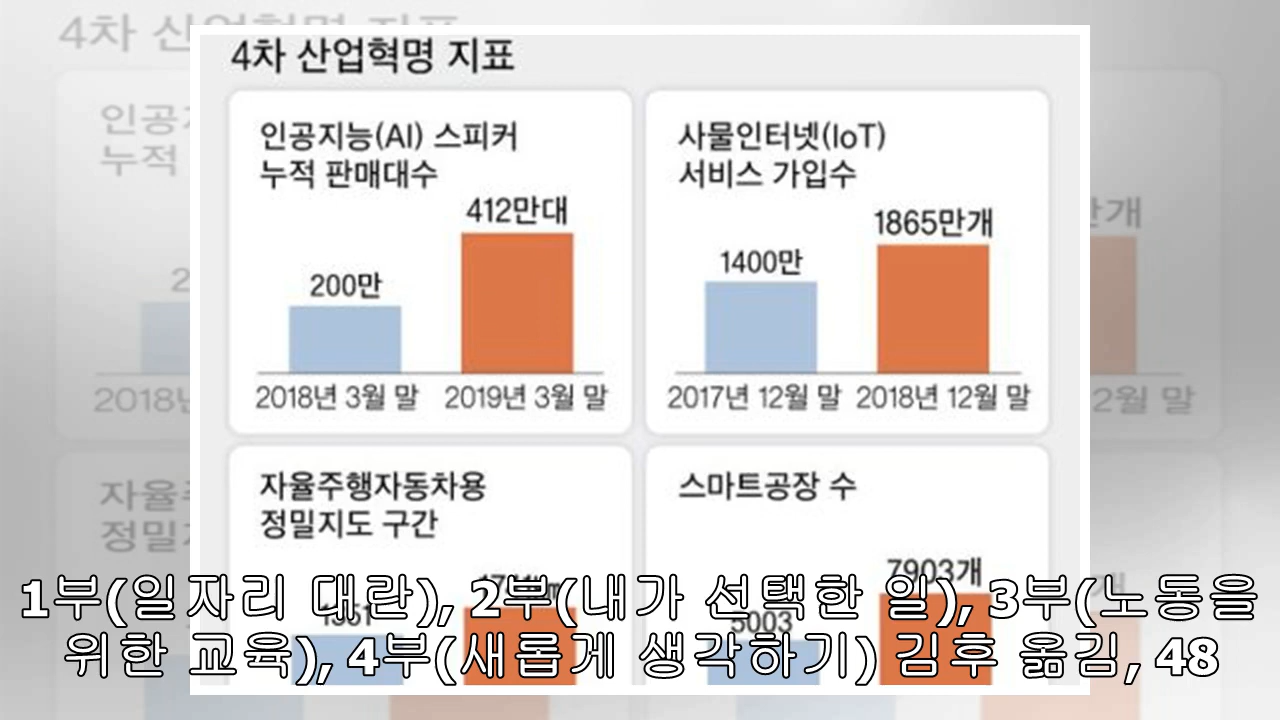 4차 산업혁명 지표
인공지능(AI) 스피커
누적 판매대수
412만대
200만
2018년 3월 말
2019년 3월 말
사물인터넷(IoT)
서비스 가입수
1865만개
1400만
2017년 12월 말
2018년 12월 말
자율주행자동차용
정밀지도 구간
스마트공장 수
7903개
5003
1부(일자리 대란), 2부(내가 선택한 일), 3부(노동을
위한 교육), 4부(새롭게 생각하기) 김후 옮김, 48